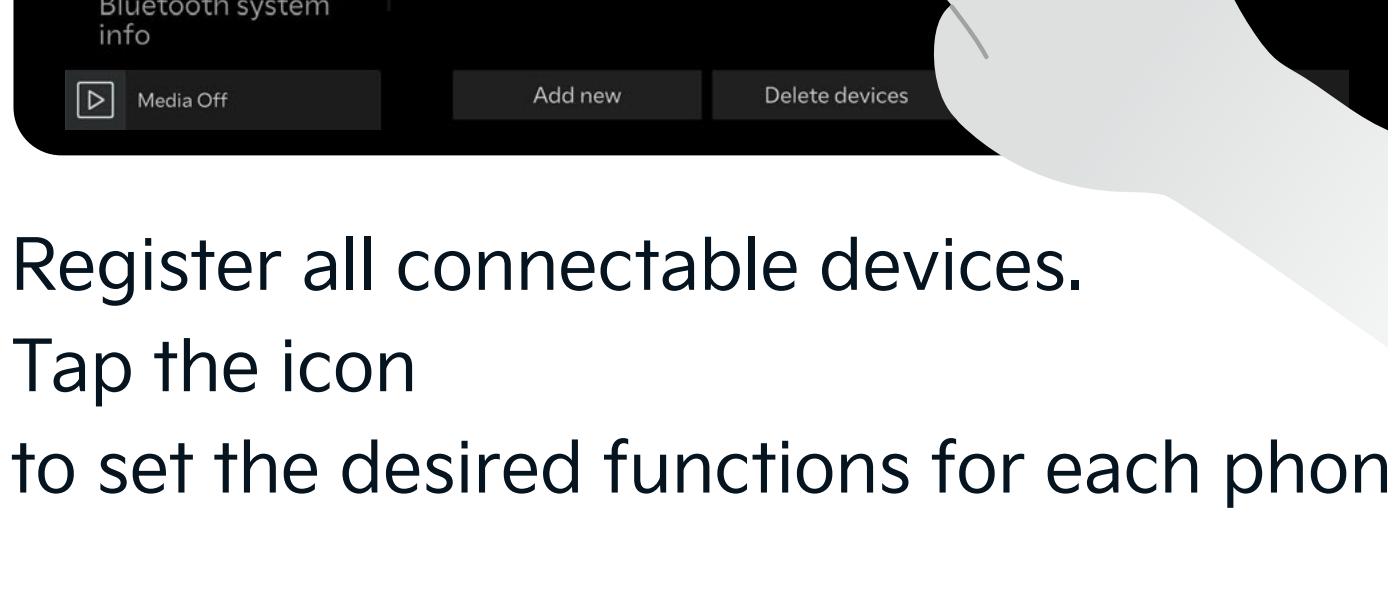 Bluetooth system
info
Media Off
Add new
Delete devices
Register all connectable devices.
Tap the icon
to set the desired functions for each phon